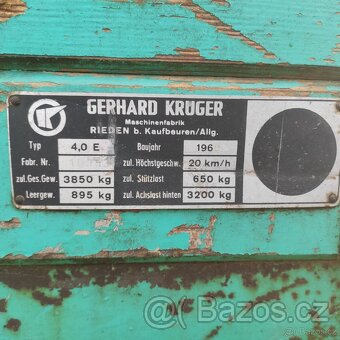 GERHARD KRÜGER
Maschinenfabrik
RIEDEN b. Kaufbeuren/Allg.
Typ 4,0 E Baujahr 196
Fabr. Nr. zul. Höchstgeschw. 20 km/h
zul.Ges.Gew. 3850 kg zul. Stützlast 650 kg
Leergew. 895 kg zul. Achslast hinten 3200 kg
Bazoš.cz